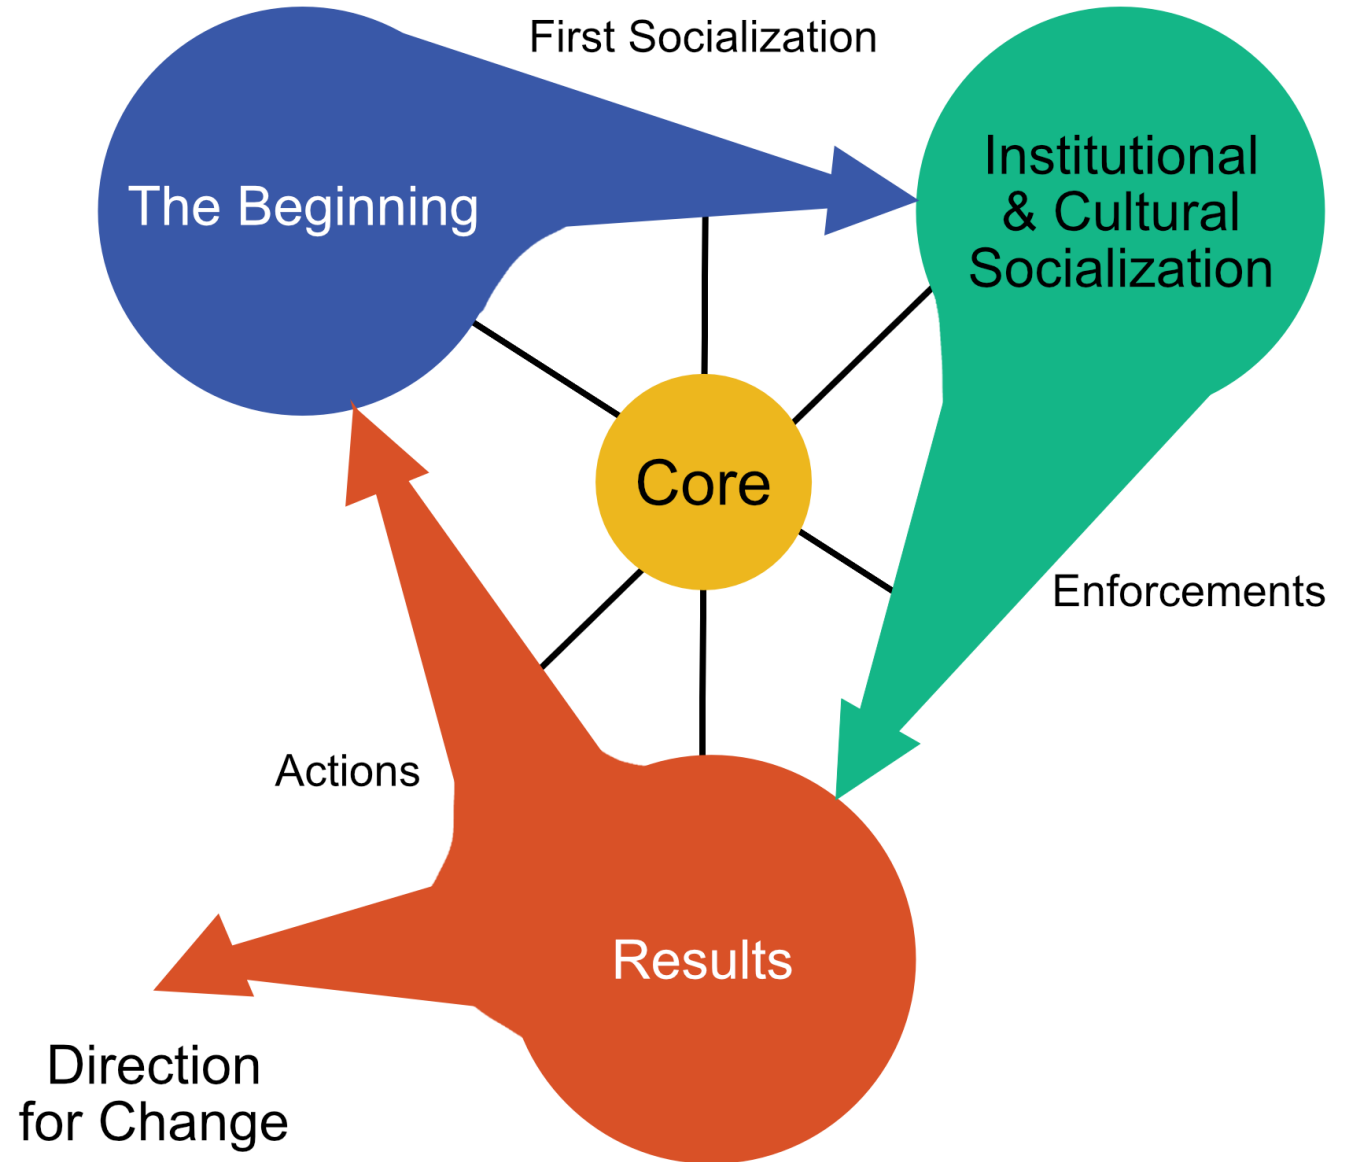 First Socialization
The Beginning
Institutional
& Cultural
Socialization
Core
Enforcements
Actions
Results
Direction
for Change